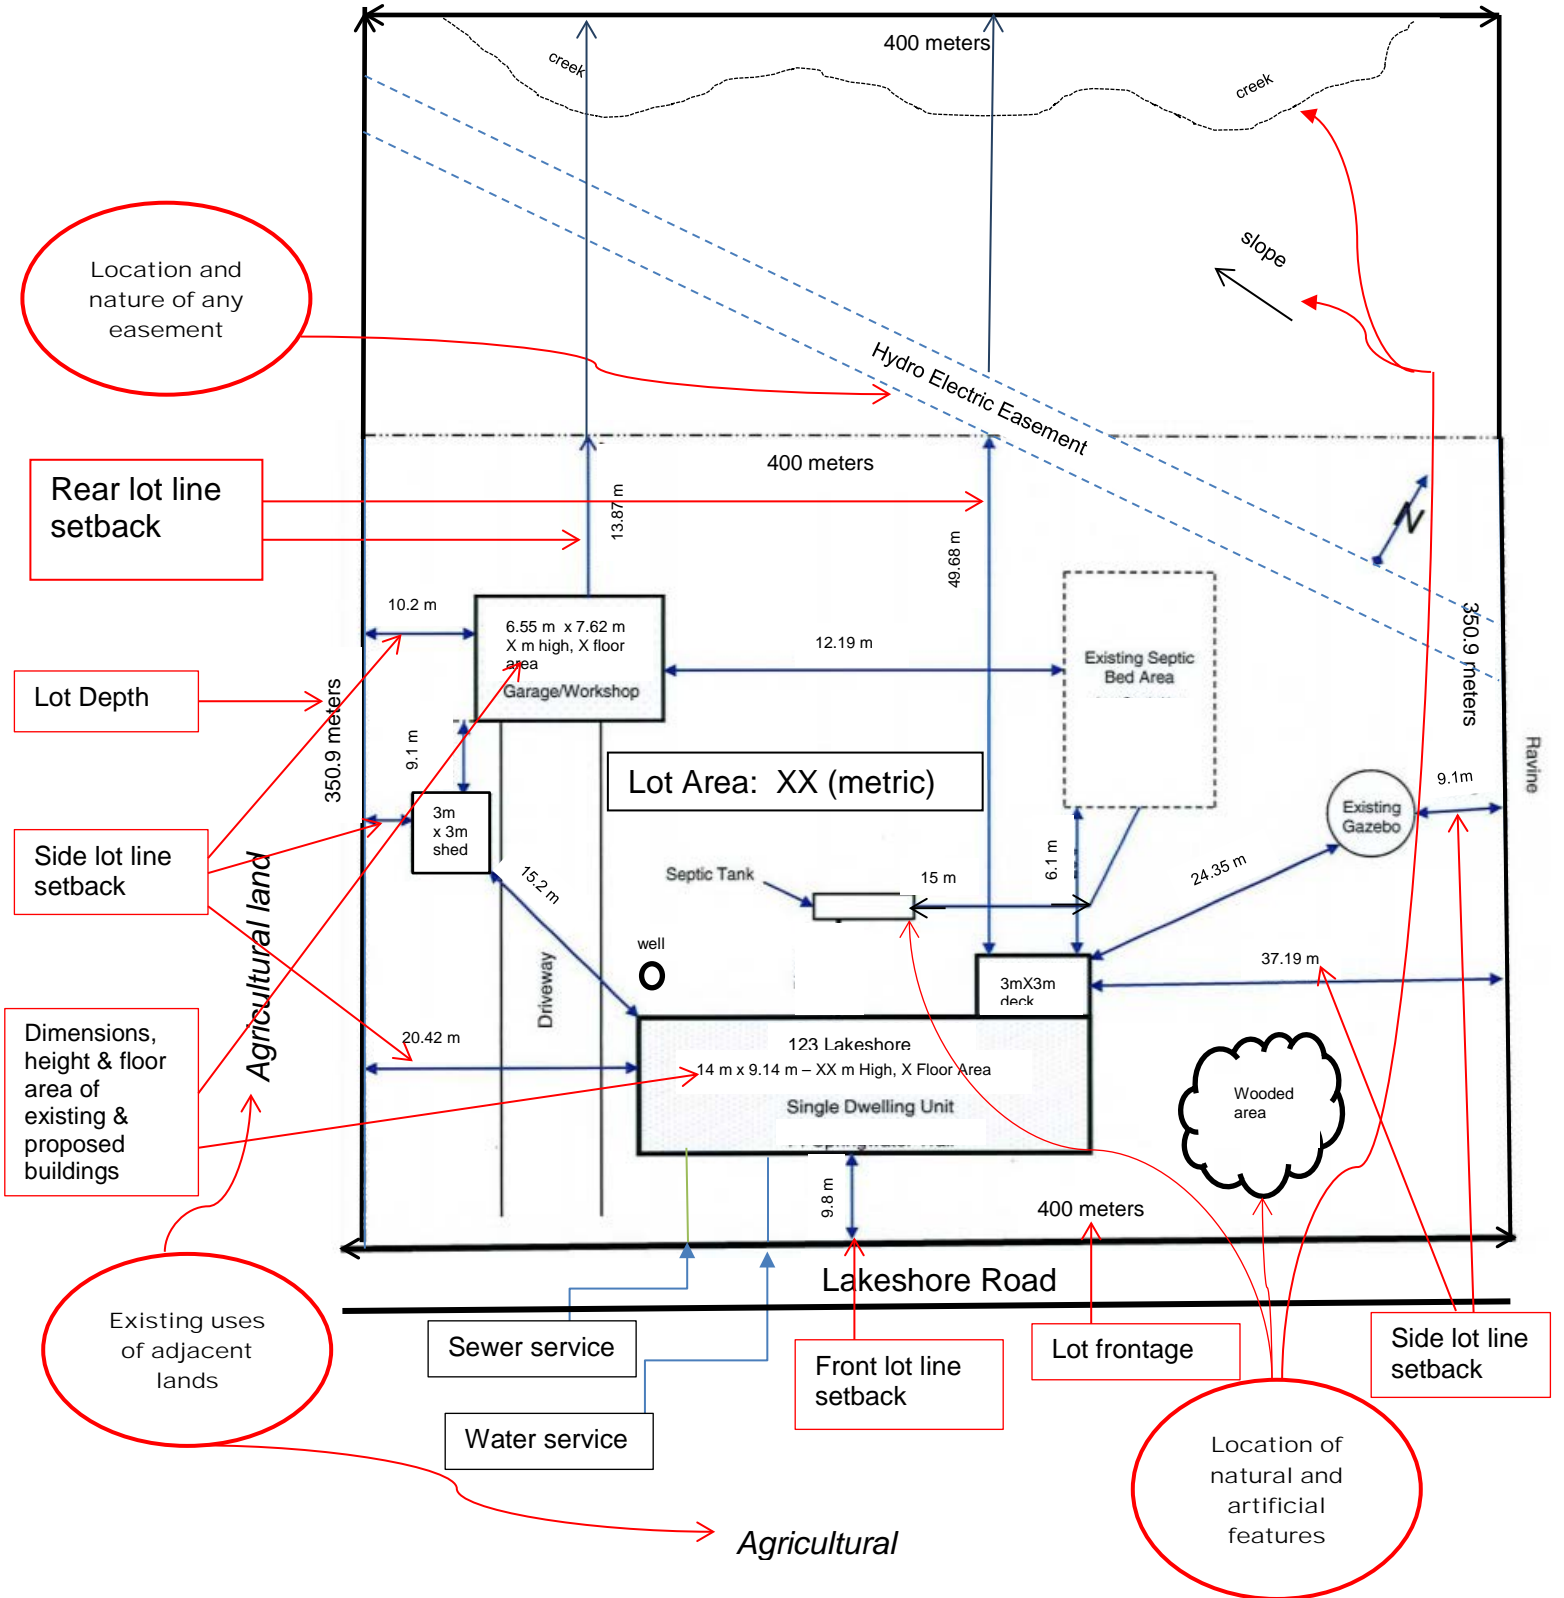 400 meters
creek
creek
slope
Location and
nature of any
easement
Hydro Electric Easement
400 meters
Rear lot line
setback
13.87 m
49.68 m
N
10.2 m
6.55 m x 7.62 m
X m high, X floor
area
Garage/Workshop
12.19 m
Existing Septic
Bed Area
350.9 meters
Lot Depth
350.9 meters
9.1 m
Lot Area: XX (metric)
Ravine
9.1m
3m
x 3m
shed
Existing
Gazebo
Side lot line
setback
Agricultural land
15.2 m
Septic Tank
15 m
6.1 m
24.35 m
well
37.19 m
3mX3m
deck
Driveway
Dimensions,
height & floor
area of
existing &
proposed
buildings
20.42 m
123 Lakeshore
14 m x 9.14 m – XX m High, X Floor Area
Single Dwelling Unit
Wooded
area
9.8 m
400 meters
Lakeshore Road
Existing uses
of adjacent
lands
Sewer service
Front lot line
setback
Lot frontage
Side lot line
setback
Water service
Location of
natural and
artificial
features
Agricultural